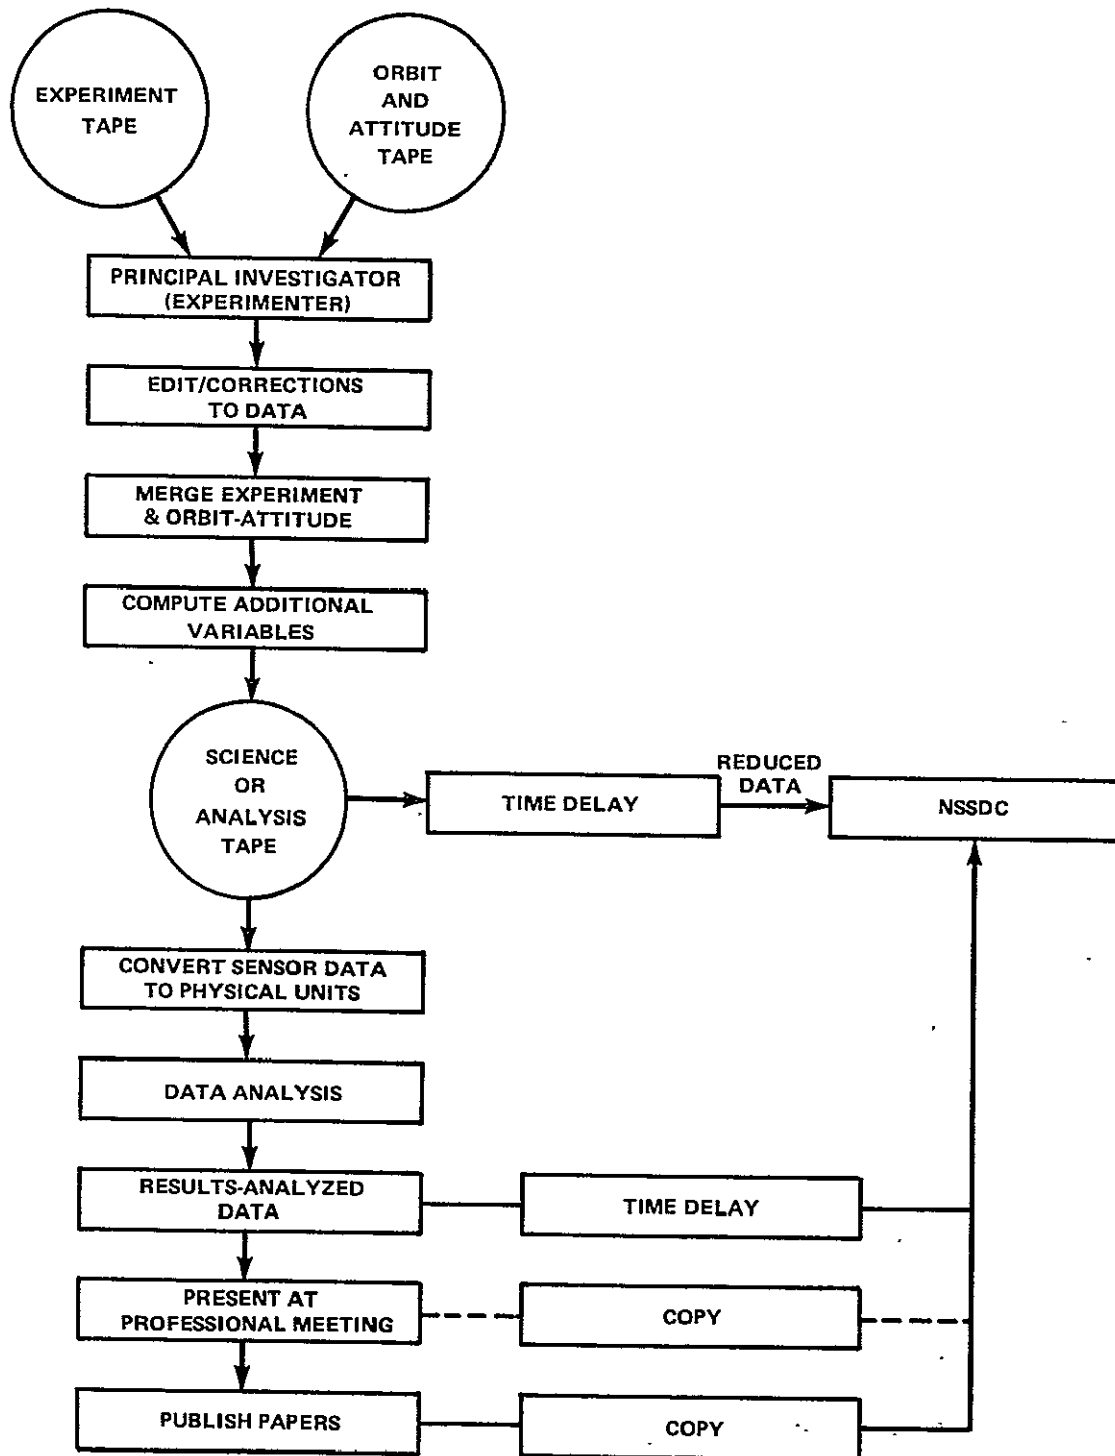 EXPERIMENT
TAPE
ORBIT
AND
ATTITUDE
TAPE
PRINCIPAL INVESTIGATOR
(EXPERIMENTER)
EDIT/CORRECTIONS
TO DATA
MERGE EXPERIMENT
& ORBIT-ATTITUDE
COMPUTE ADDITIONAL
VARIABLES
SCIENCE
OR
ANALYSIS
TAPE
TIME DELAY
REDUCED
DATA
NSSDC
CONVERT SENSOR DATA
TO PHYSICAL UNITS
DATA ANALYSIS
RESULTS-ANALYZED
DATA
TIME DELAY
PRESENT AT
PROFESSIONAL MEETING
COPY
PUBLISH PAPERS
COPY